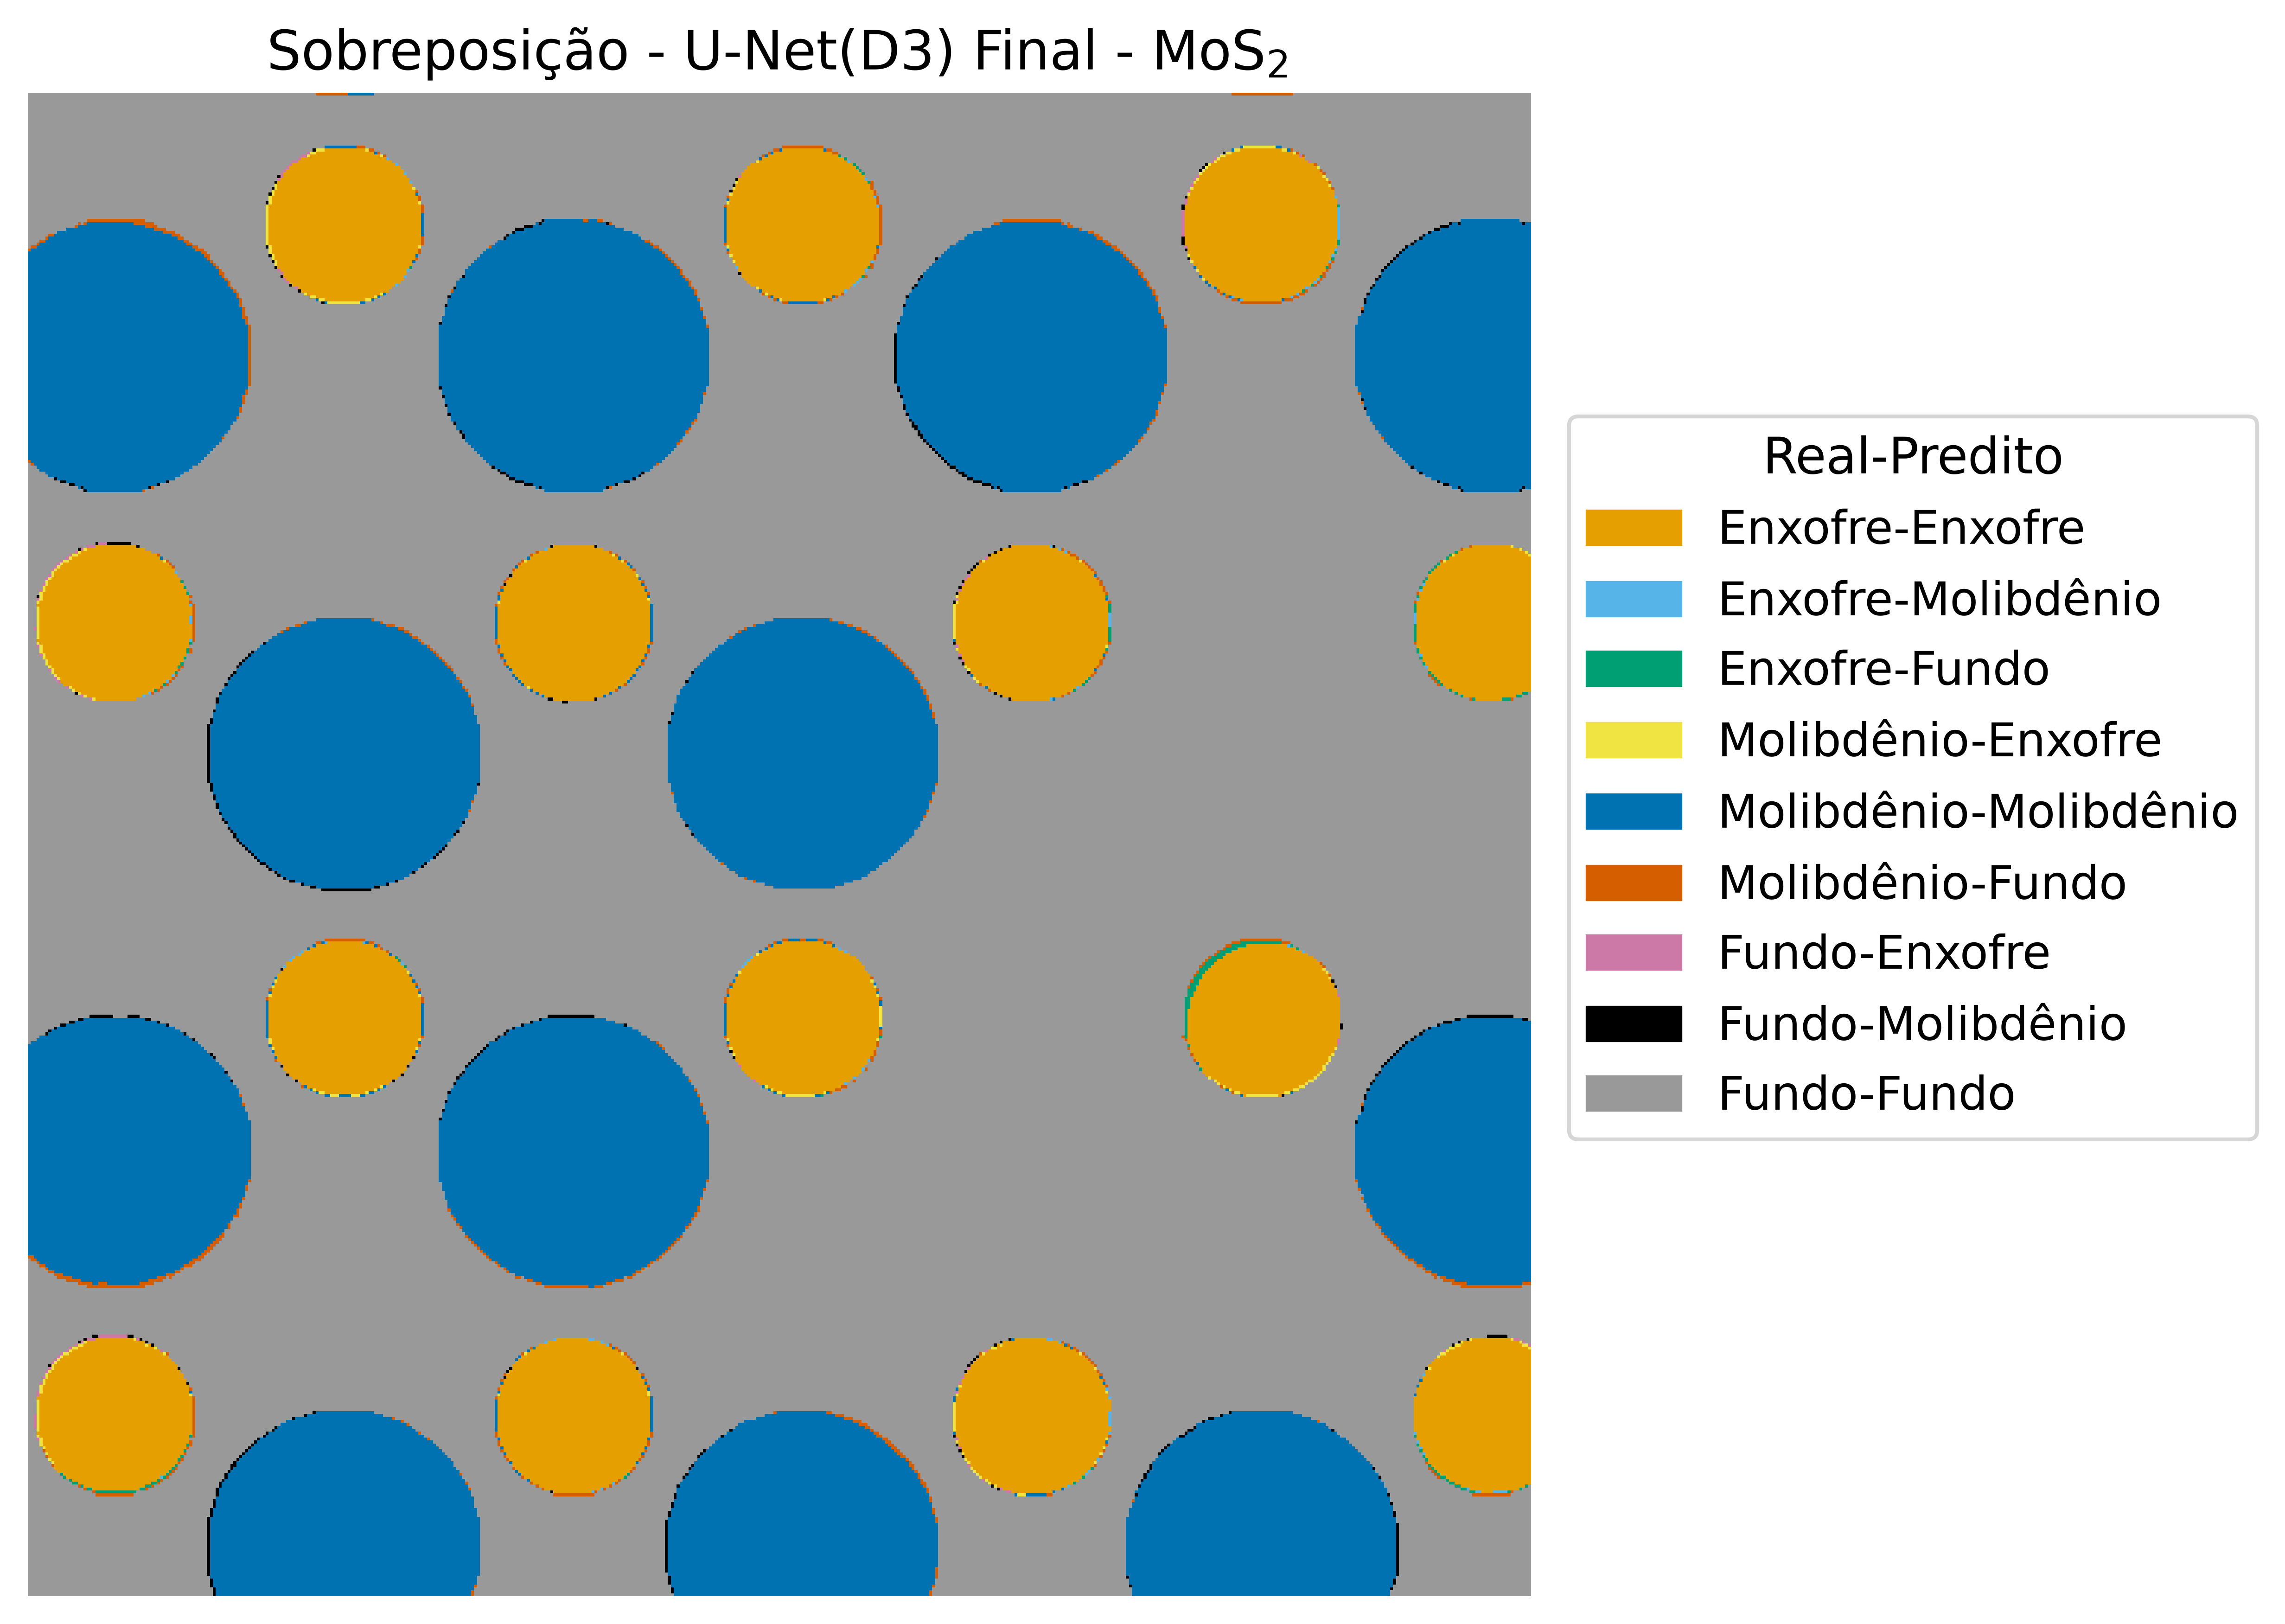 Sobreposição - U-Net(D3) Final - MoS₂
Real-Predito
Enxofre-Enxofre
Enxofre-Molibdênio
Enxofre-Fundo
Molibdênio-Enxofre
Molibdênio-Molibdênio
Molibdênio-Fundo
Fundo-Enxofre
Fundo-Molibdênio
Fundo-Fundo